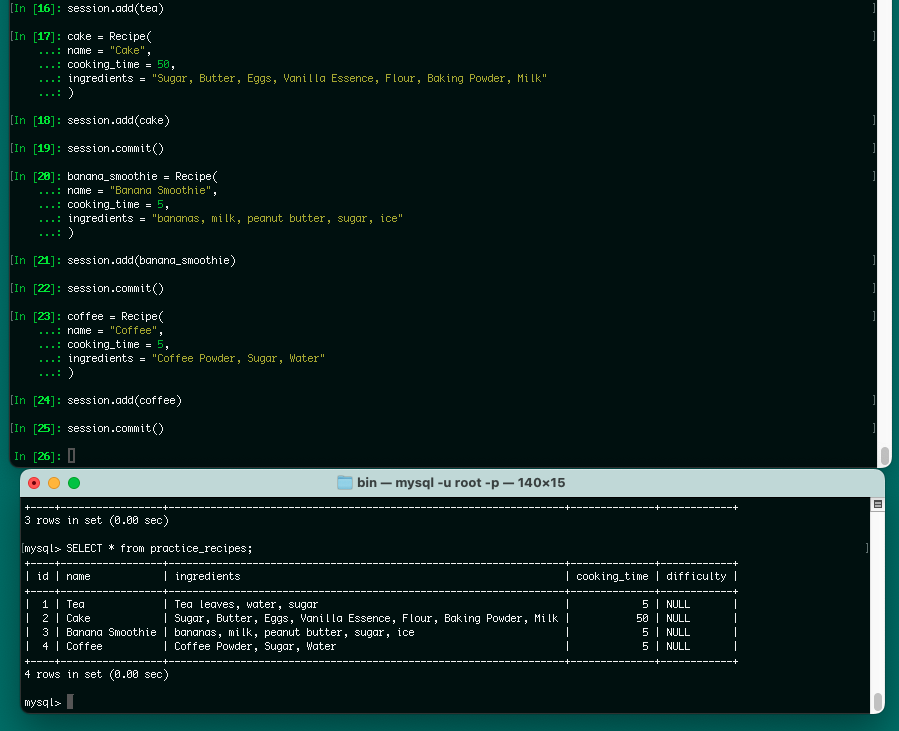 [In [16]: session.add(tea) ]
[In [17]: cake = Recipe( ]
...: name = "Cake",
...: cooking_time = 50,
...: ingredients = "Sugar, Butter, Eggs, Vanilla Essence, Flour, Baking Powder, Milk"
...: )
[In [18]: session.add(cake) ]
[In [19]: session.commit() ]
[In [20]: banana_smoothie = Recipe( ]
...: name = "Banana Smoothie",
...: cooking_time = 5,
...: ingredients = "bananas, milk, peanut butter, sugar, ice"
...: )
[In [21]: session.add(banana_smoothie) ]
[In [22]: session.commit() ]
[In [23]: coffee = Recipe( ]
...: name = "Coffee",
...: cooking_time = 5,
...: ingredients = "Coffee Powder, Sugar, Water"
...: )
[In [24]: session.add(coffee) ]
[In [25]: session.commit() ]
In [26]:
bin — mysql -u root -p — 140×15
+----+-----------------+------------------------------------------------------------------+--------------+------------+
3 rows in set (0.00 sec)
[mysql> SELECT * from practice_recipes; ]
+----+-----------------+------------------------------------------------------------------+--------------+------------+
| id | name | ingredients | cooking_time | difficulty |
+----+-----------------+------------------------------------------------------------------+--------------+------------+
| 1 | Tea | Tea leaves, water, sugar | 5 | NULL |
| 2 | Cake | Sugar, Butter, Eggs, Vanilla Essence, Flour, Baking Powder, Milk | 50 | NULL |
| 3 | Banana Smoothie | bananas, milk, peanut butter, sugar, ice | 5 | NULL |
| 4 | Coffee | Coffee Powder, Sugar, Water | 5 | NULL |
+----+-----------------+------------------------------------------------------------------+--------------+------------+
4 rows in set (0.00 sec)
mysql>